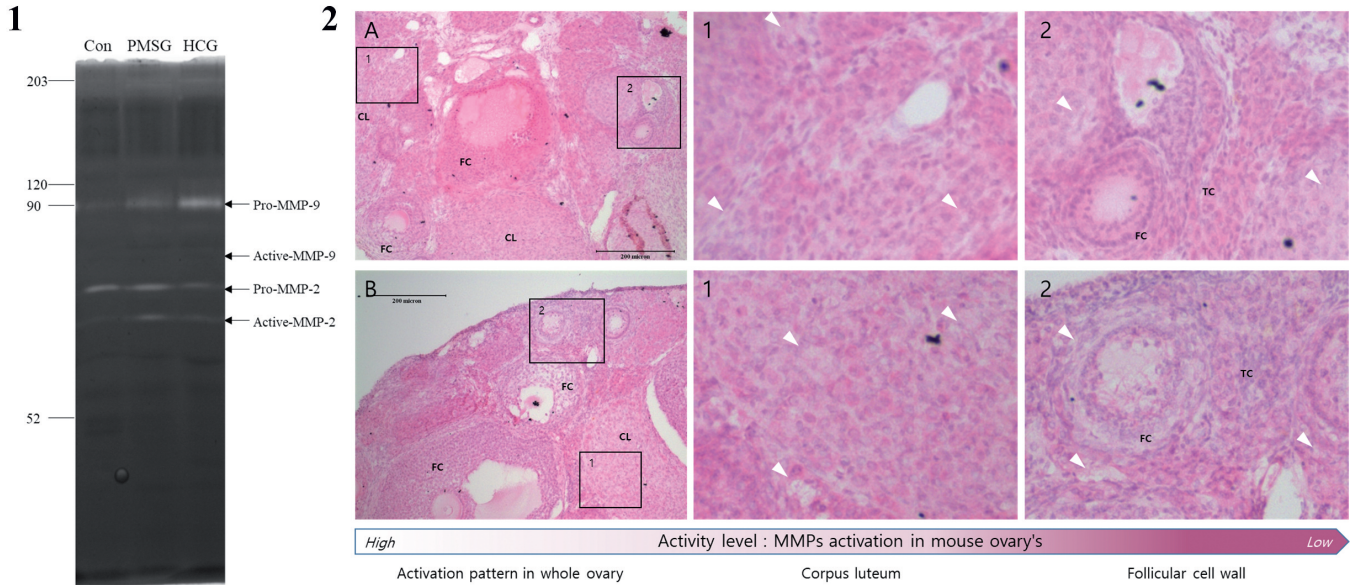 1
Con PMSG HCG
203
120
90
52
Pro-MMP-9
Active-MMP-9
Pro-MMP-2
Active-MMP-2
2
A
1
2
CL
FC
FC
CL
200 micron
1
2
TC
FC
B
200 micron
2
FC
CL
FC
1
1
2
TC
FC
High Activity level : MMPs activation in mouse ovary's Low
Activation pattern in whole ovary Corpus luteum Follicular cell wall